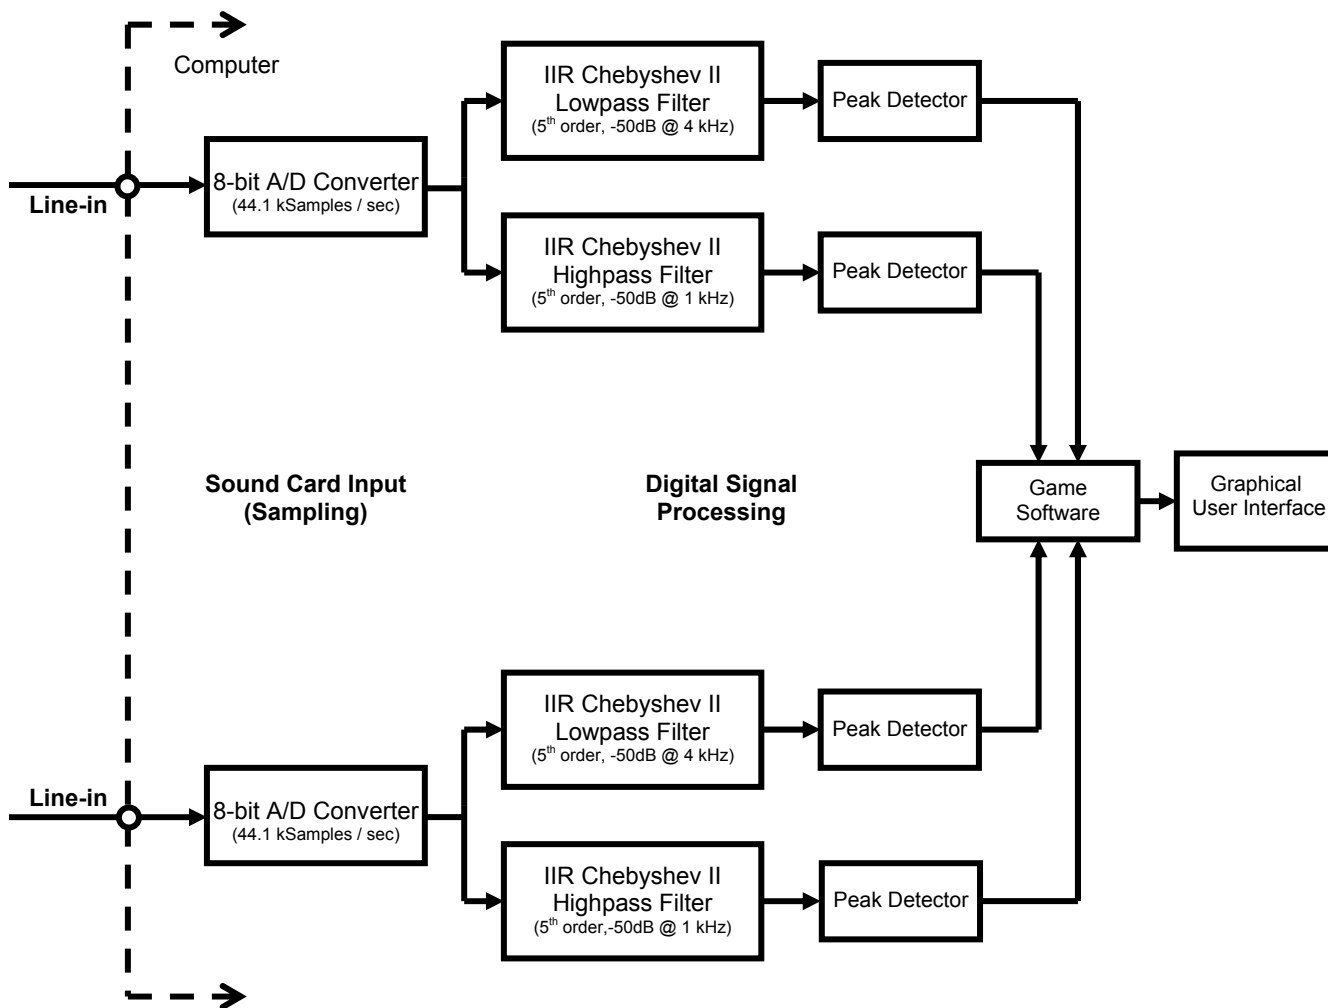 Computer
Line-in
8-bit A/D Converter
(44.1 kSamples / sec)
IIR Chebyshev II
Lowpass Filter
(5th order, -50dB @ 4 kHz)
Peak Detector
IIR Chebyshev II
Highpass Filter
(5th order, -50dB @ 1 kHz)
Peak Detector
Sound Card Input
(Sampling)
Digital Signal
Processing
Game
Software
Graphical
User Interface
Line-in
8-bit A/D Converter
(44.1 kSamples / sec)
IIR Chebyshev II
Lowpass Filter
(5th order, -50dB @ 4 kHz)
Peak Detector
IIR Chebyshev II
Highpass Filter
(5th order,-50dB @ 1 kHz)
Peak Detector